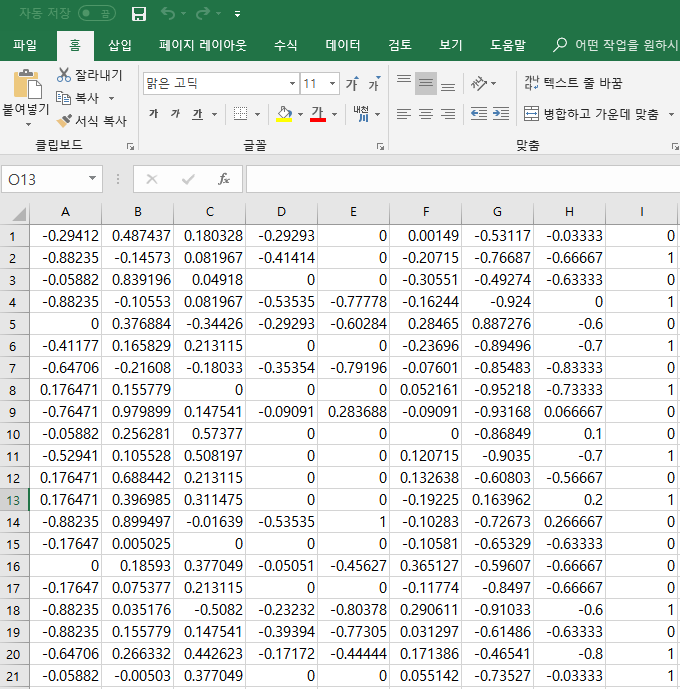 자동 저장 끔
파일 홈 삽입 페이지 레이아웃 수식 데이터 검토 보기 도움말 어떤 작업을 원하시
붙여넣기
잘라내기
복사
서식 복사
클립보드
맑은 고딕 11 가 가
가 가 가 가 내천 川
글꼴
텍스트 줄 바꿈
병합하고 가운데 맞춤
맞춤
O13 fx
A B C D E F G H I
1 -0.29412 0.487437 0.180328 -0.29293 0 0.00149 -0.53117 -0.03333 0
2 -0.88235 -0.14573 0.081967 -0.41414 0 -0.20715 -0.76687 -0.66667 1
3 -0.05882 0.839196 0.04918 0 0 -0.30551 -0.49274 -0.63333 0
4 -0.88235 -0.10553 0.081967 -0.53535 -0.77778 -0.16244 -0.924 0 1
5 0 0.376884 -0.34426 -0.29293 -0.60284 0.28465 0.887276 -0.6 0
6 -0.41177 0.165829 0.213115 0 0 -0.23696 -0.89496 -0.7 1
7 -0.64706 -0.21608 -0.18033 -0.35354 -0.79196 -0.07601 -0.85483 -0.83333 0
8 0.176471 0.155779 0 0 0 0.052161 -0.95218 -0.73333 1
9 -0.76471 0.979899 0.147541 -0.09091 0.283688 -0.09091 -0.93168 0.066667 0
10 -0.05882 0.256281 0.57377 0 0 0 -0.86849 0.1 0
11 -0.52941 0.105528 0.508197 0 0 0.120715 -0.9035 -0.7 1
12 0.176471 0.688442 0.213115 0 0 0.132638 -0.60803 -0.56667 0
13 0.176471 0.396985 0.311475 0 0 -0.19225 0.163962 0.2 1
14 -0.88235 0.899497 -0.01639 -0.53535 1 -0.10283 -0.72673 0.266667 0
15 -0.17647 0.005025 0 0 0 -0.10581 -0.65329 -0.63333 0
16 0 0.18593 0.377049 -0.05051 -0.45627 0.365127 -0.59607 -0.66667 0
17 -0.17647 0.075377 0.213115 0 0 -0.11774 -0.8497 -0.66667 0
18 -0.88235 0.035176 -0.5082 -0.23232 -0.80378 0.290611 -0.91033 -0.6 1
19 -0.88235 0.155779 0.147541 -0.39394 -0.77305 0.031297 -0.61486 -0.63333 0
20 -0.64706 0.266332 0.442623 -0.17172 -0.44444 0.171386 -0.46541 -0.8 1
21 -0.05882 -0.00503 0.377049 0 0 0.055142 -0.73527 -0.03333 1